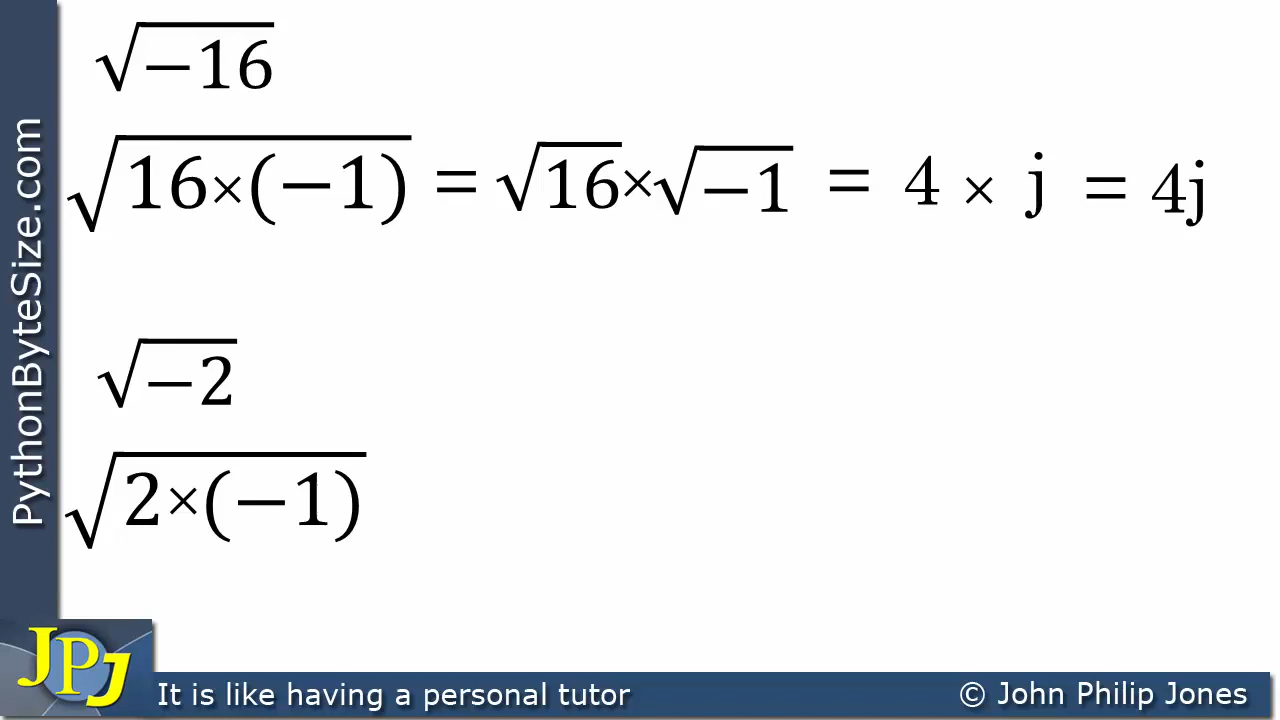 √−16
√16×(−1) = √16×√−1 = 4 × j = 4j
√−2
√2×(−1)
PythonByteSize.com
JPJ
It is like having a personal tutor
© John Philip Jones